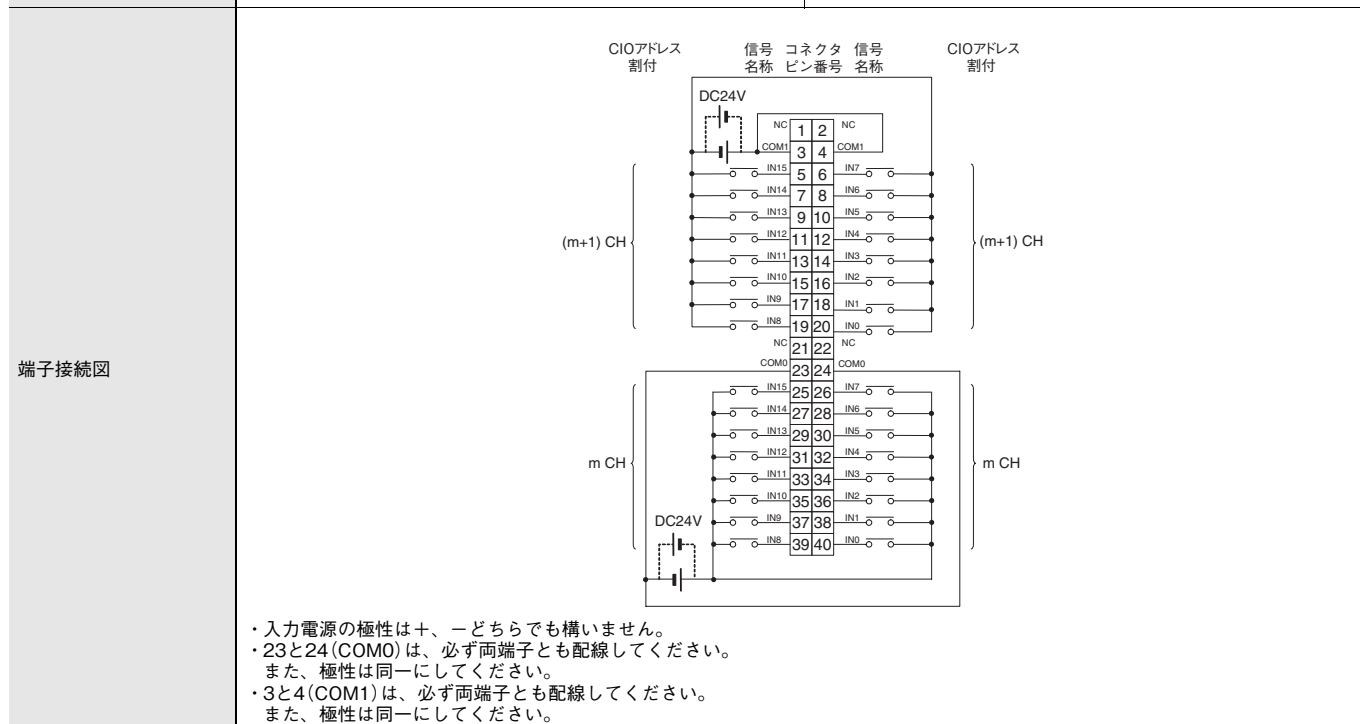 CIOアドレス 信号 コネクタ 信号 CIOアドレス
割付 名称 ピン番号 名称 割付
DC24V
NC 1 2 NC
COM1 3 4 COM1
IN15 5 6 IN7
IN14 7 8 IN6
IN13 9 10 IN5
(m+1) CH IN12 11 12 IN4 (m+1) CH
IN11 13 14 IN3
IN10 15 16 IN2
IN9 17 18 IN1
IN8 19 20 IN0
NC 21 22 NC
端子接続図
COM0 23 24 COM0
IN15 25 26 IN7
IN14 27 28 IN6
IN13 29 30 IN5
m CH IN12 31 32 IN4 m CH
IN11 33 34 IN3
IN10 35 36 IN2
DC24V IN9 37 38 IN1
IN8 39 40 IN0
・入力電源の極性は＋、－どちらでも構いません。
・23と24(COM0)は、必ず両端子とも配線してください。
また、極性は同一にしてください。
・3と4(COM1)は、必ず両端子とも配線してください。
また、極性は同一にしてください。